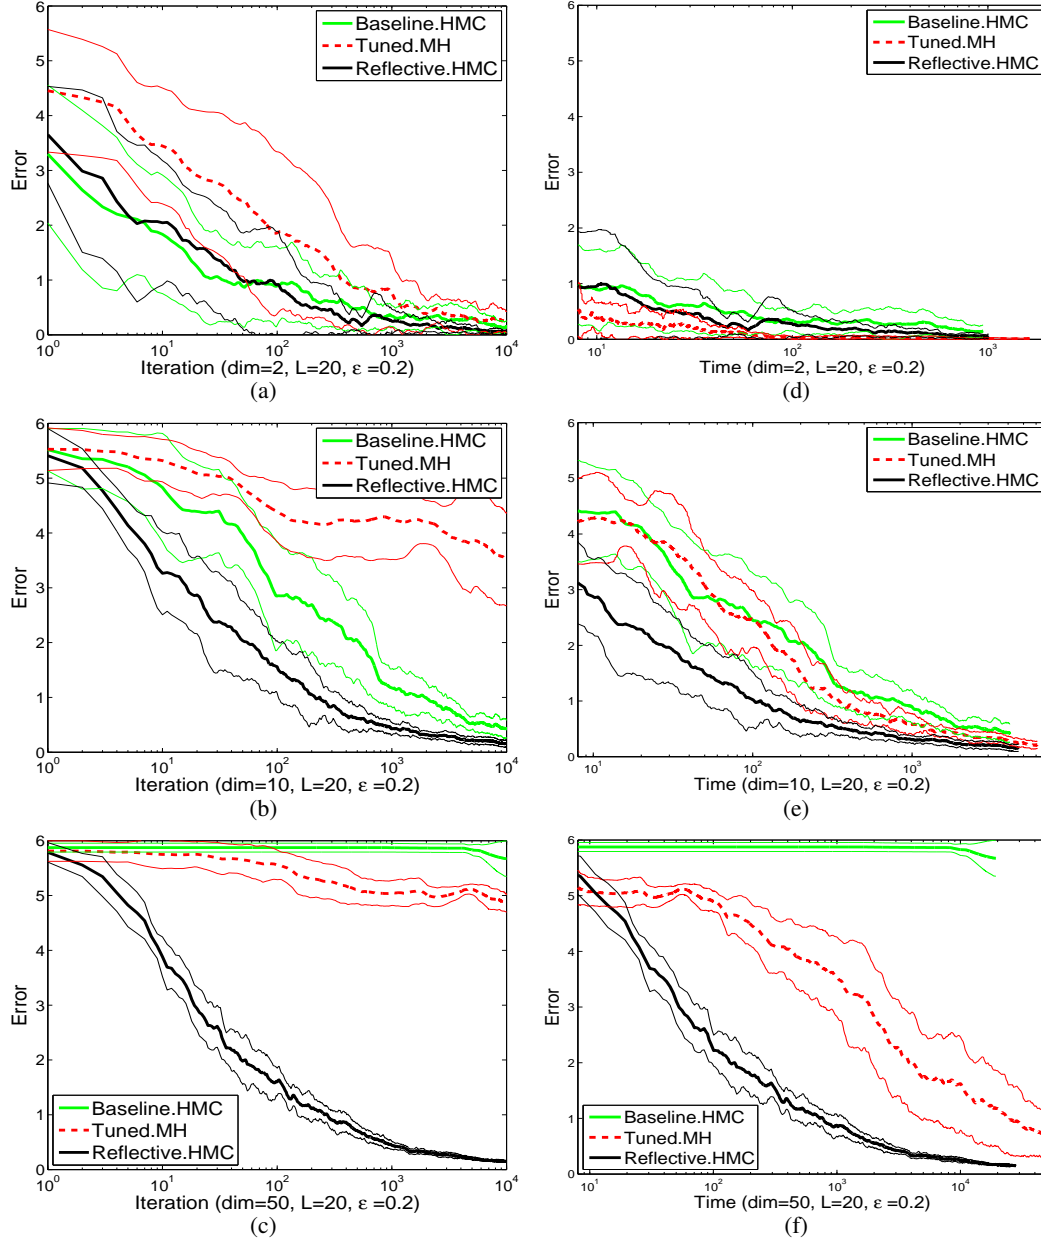 6
5
4
3
2
1
0
Error
Baseline.HMC
Tuned.MH
Reflective.HMC
10^0 10^1 10^2 10^3 10^4
Iteration (dim=2, L=20, ε =0.2)
(a)
6
5
4
3
2
1
0
Error
Baseline.HMC
Tuned.MH
Reflective.HMC
10^1 10^2 10^3
Time (dim=2, L=20, ε =0.2)
(d)
6
5
4
3
2
1
0
Error
Baseline.HMC
Tuned.MH
Reflective.HMC
10^0 10^1 10^2 10^3 10^4
Iteration (dim=10, L=20, ε =0.2)
(b)
6
5
4
3
2
1
0
Error
Baseline.HMC
Tuned.MH
Reflective.HMC
10^1 10^2 10^3
Time (dim=10, L=20, ε =0.2)
(e)
6
5
4
3
2
1
0
Error
Baseline.HMC
Tuned.MH
Reflective.HMC
10^0 10^1 10^2 10^3 10^4
Iteration (dim=50, L=20, ε =0.2)
(c)
6
5
4
3
2
1
0
Error
Baseline.HMC
Tuned.MH
Reflective.HMC
10^1 10^2 10^3 10^4
Time (dim=50, L=20, ε =0.2)
(f)